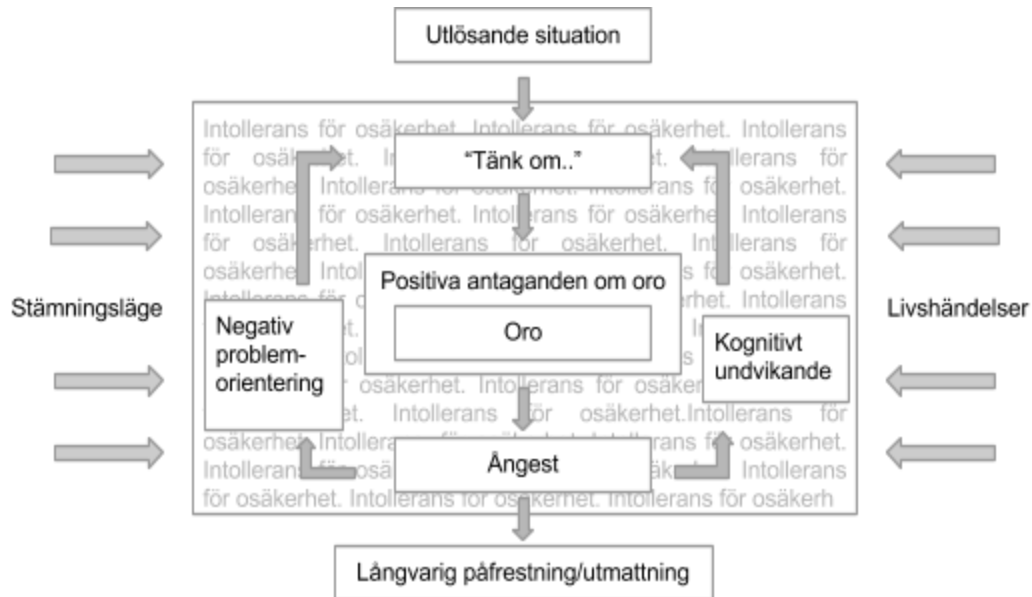 Utlösande situation
Intollerans för osäkerhet. Intollerans för osäkerhet. Intollerans
för
"Tänk om.."
Intollerans för osäkerhet.
Intollerans för osäkerhet.
för osäkerhet. Intollerans för osäkerhet.
Positiva antaganden om oro
Oro
Stämningsläge
Livshändelser
Negativ
problem-
orientering
Kognitivt
undvikande
osäkerhet. Intollerans för
Intollerans för osäkerhet.Intollerans för
osäkerhet.
Ångest
Intollerans
för osäkerhet. Intollerans för osäkerhet. Intollerans för osäkerh
Långvarig påfrestning/utmattning